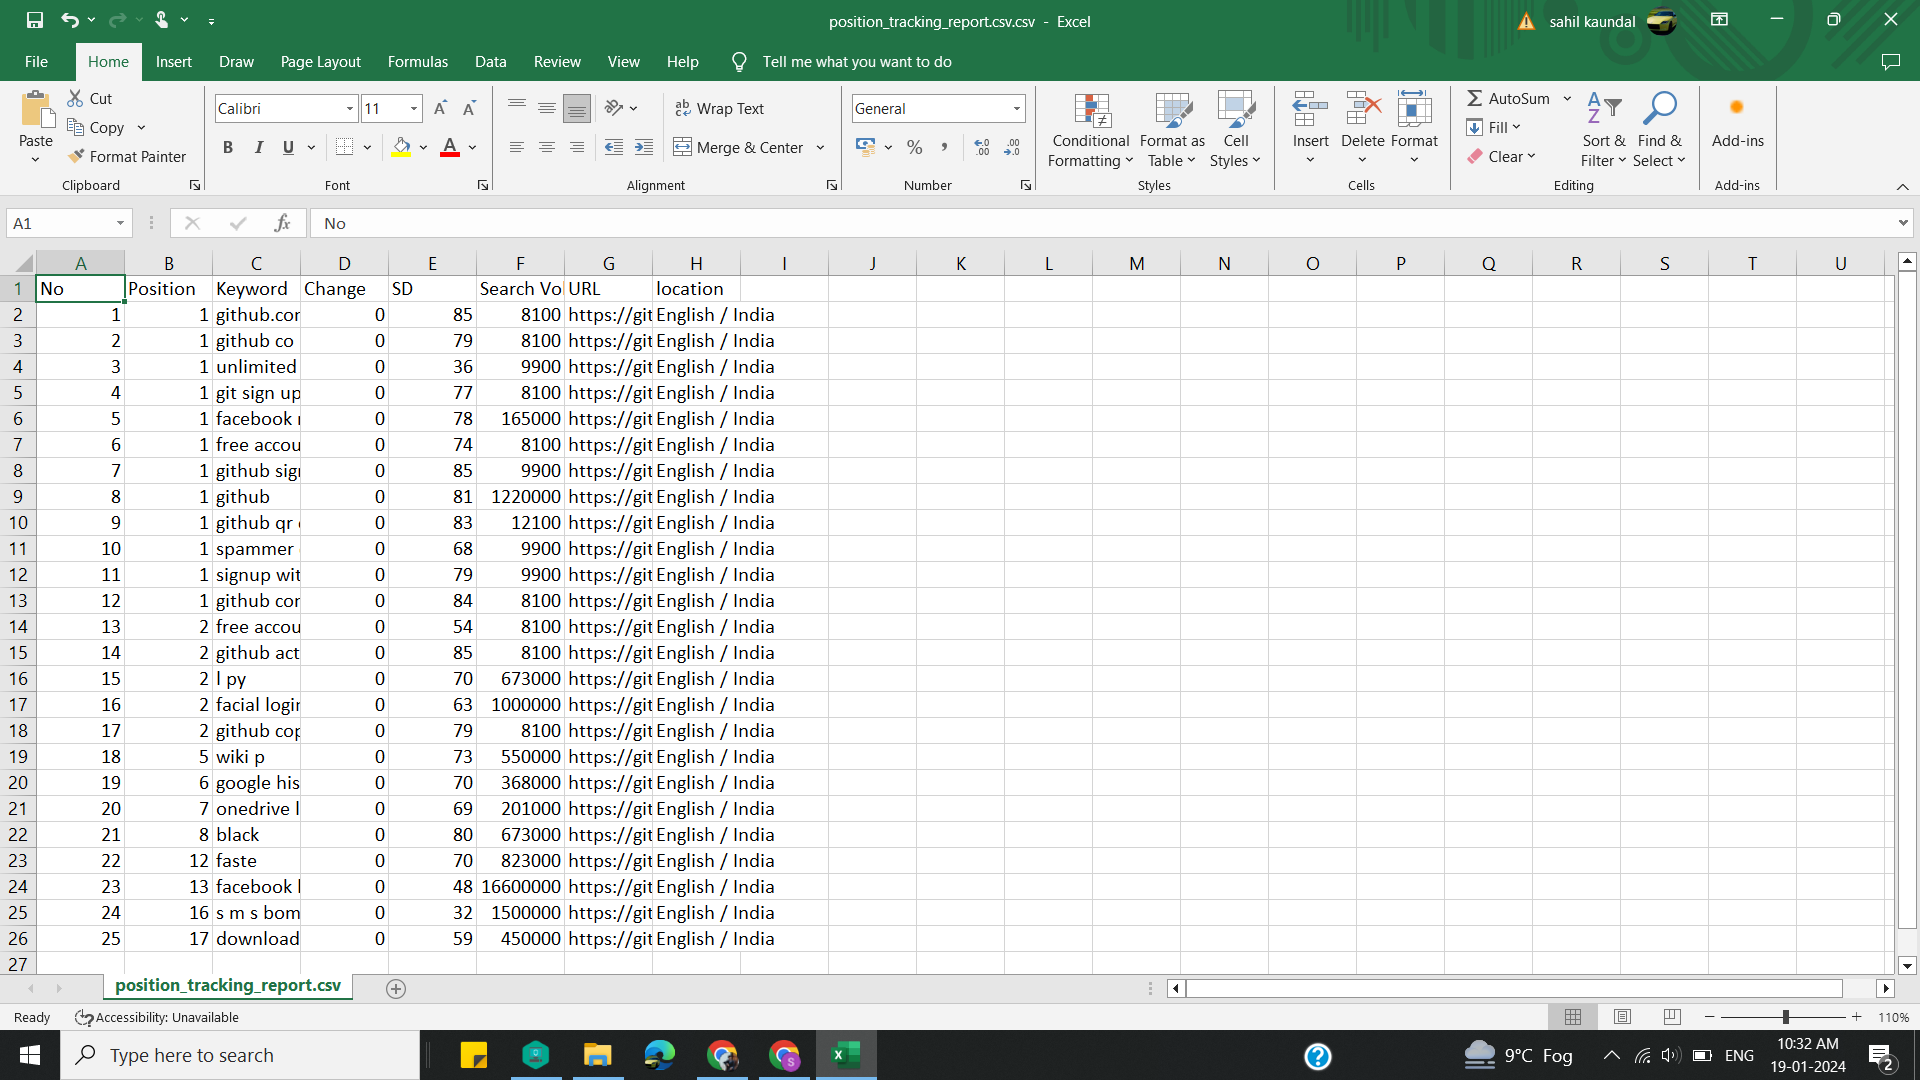 position_tracking_report.csv.csv - Excel
sahil kaundal
File Home Insert Draw Page Layout Formulas Data Review View Help Tell me what you want to do
Paste Cut Copy Format Painter
Clipboard
Calibri 11
B I U A
Font
Wrap Text
Merge & Center
Alignment
General
% ,
Number
Conditional Formatting Format as Table Cell Styles
Styles
Insert Delete Format
Cells
AutoSum Fill Clear Sort & Filter Find & Select
Editing
Add-ins
Add-ins
A1 fx No
A B C D E F G H I J K L M N O P Q R S T U
1 No Position Keyword Change SD Search Vo URL location
2 1 1 github.cor 0 85 8100 https://git English / India
3 2 1 github co 0 79 8100 https://git English / India
4 3 1 unlimited 0 36 9900 https://git English / India
5 4 1 git sign up 0 77 8100 https://git English / India
6 5 1 facebook 0 78 165000 https://git English / India
7 6 1 free accou 0 74 8100 https://git English / India
8 7 1 github sig 0 85 9900 https://git English / India
9 8 1 github 0 81 1220000 https://git English / India
10 9 1 github qr 0 83 12100 https://git English / India
11 10 1 spammer 0 68 9900 https://git English / India
12 11 1 signup wit 0 79 9900 https://git English / India
13 12 1 github cor 0 84 8100 https://git English / India
14 13 2 free accou 0 54 8100 https://git English / India
15 14 2 github act 0 85 8100 https://git English / India
16 15 2 l py 0 70 673000 https://git English / India
17 16 2 facial login 0 63 1000000 https://git English / India
18 17 2 github cop 0 79 8100 https://git English / India
19 18 5 wiki p 0 73 550000 https://git English / India
20 19 6 google his 0 70 368000 https://git English / India
21 20 7 onedrive l 0 69 201000 https://git English / India
22 21 8 black 0 80 673000 https://git English / India
23 22 12 faste 0 70 823000 https://git English / India
24 23 13 facebook l 0 48 16600000 https://git English / India
25 24 16 s m s bom 0 32 1500000 https://git English / India
26 25 17 download 0 59 450000 https://git English / India
27
position_tracking_report.csv
Ready Accessibility: Unavailable 110%
Type here to search
9°C Fog ENG
10:32 AM
19-01-2024
2